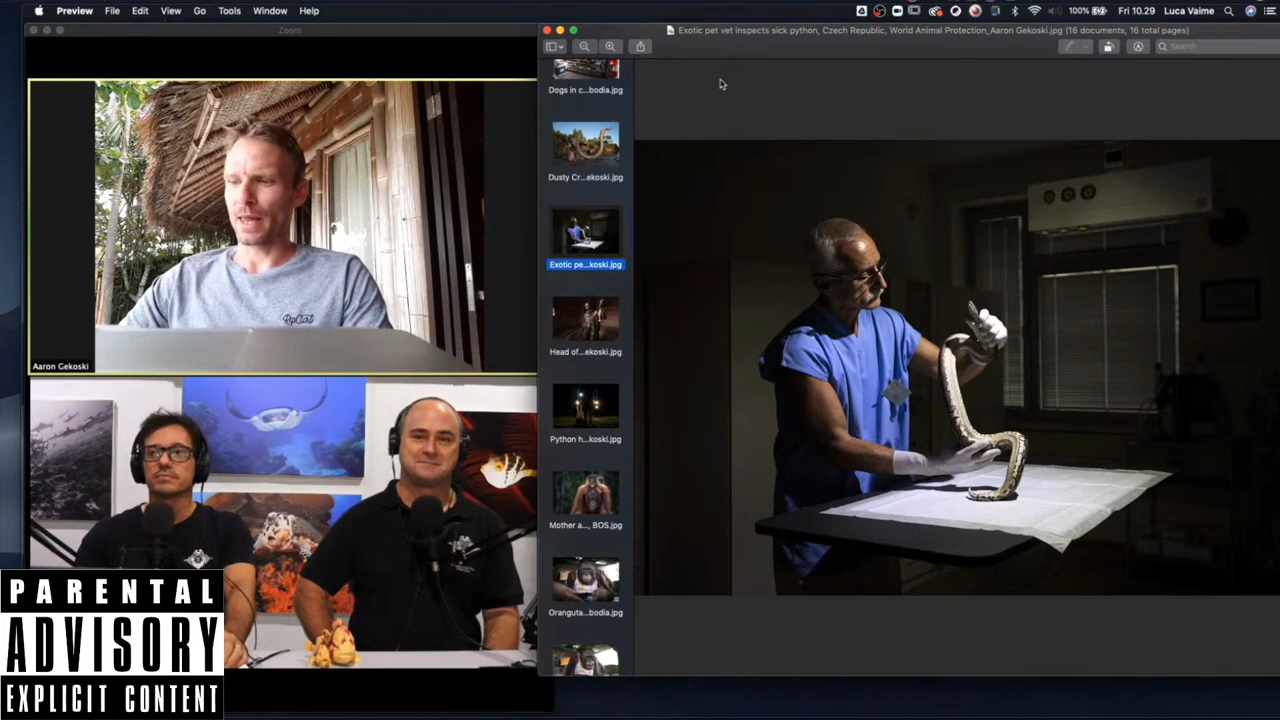 Preview File Edit View Go Tools Window Help
100% Fri 10.29 Luca Vaime
Zoom
Exotic pet vet inspects sick python, Czech Republic, World Animal Protection_Aaron Gekoski.jpg (16 documents, 16 total pages)
Search
Dogs in c...bodia.jpg
Dusty Cr...ekoski.jpg
Exotic pe...koski.jpg
Head of...ekoski.jpg
Python h...koski.jpg
Mother a..., BOS.jpg
Oranguta...bodia.jpg
RipCurl
Aaron Gekoski
PARENTAL
ADVISORY
EXPLICIT CONTENT